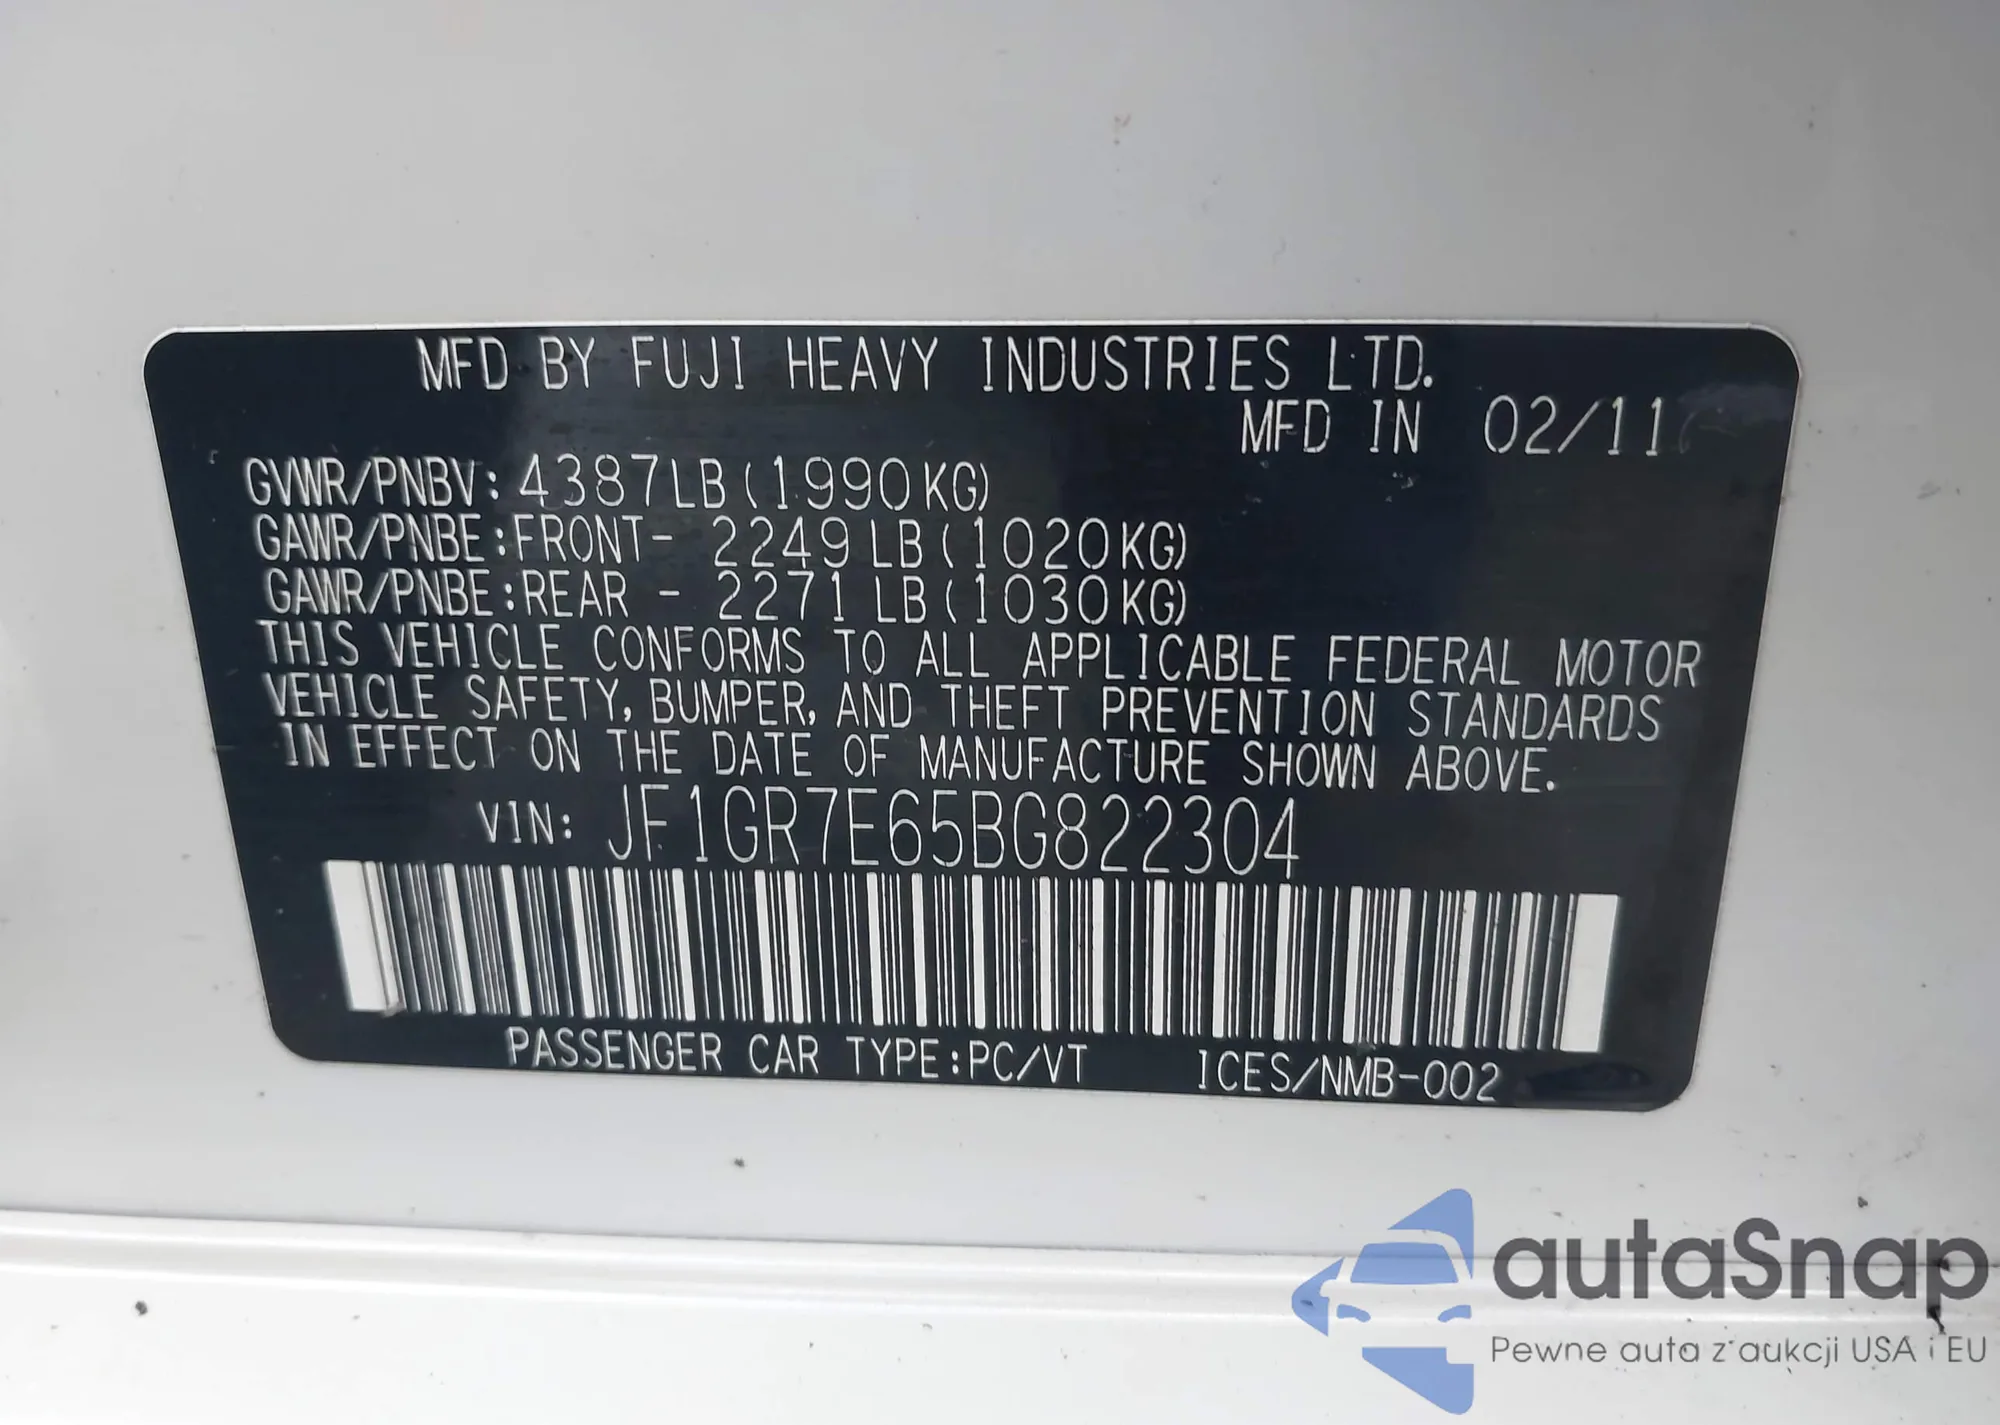 MFD BY FUJI HEAVY INDUSTRIES LTD.
MFD IN 02/11
GVWR/PNBV: 4387LB(1990KG)
GAWR/PNBE:FRONT- 2249LB(1020KG)
GAWR/PNBE:REAR - 2271LB(1030KG)
THIS VEHICLE CONFORMS TO ALL APPLICABLE FEDERAL MOTOR
VEHICLE SAFETY, BUMPER, AND THEFT PREVENTION STANDARDS
IN EFFECT ON THE DATE OF MANUFACTURE SHOWN ABOVE.
VIN: JF1GR7E65BG822304
PASSENGER CAR TYPE:PC/VT ICES/NMB-002
autaSnap
Pewne auta z aukcji USA i EU